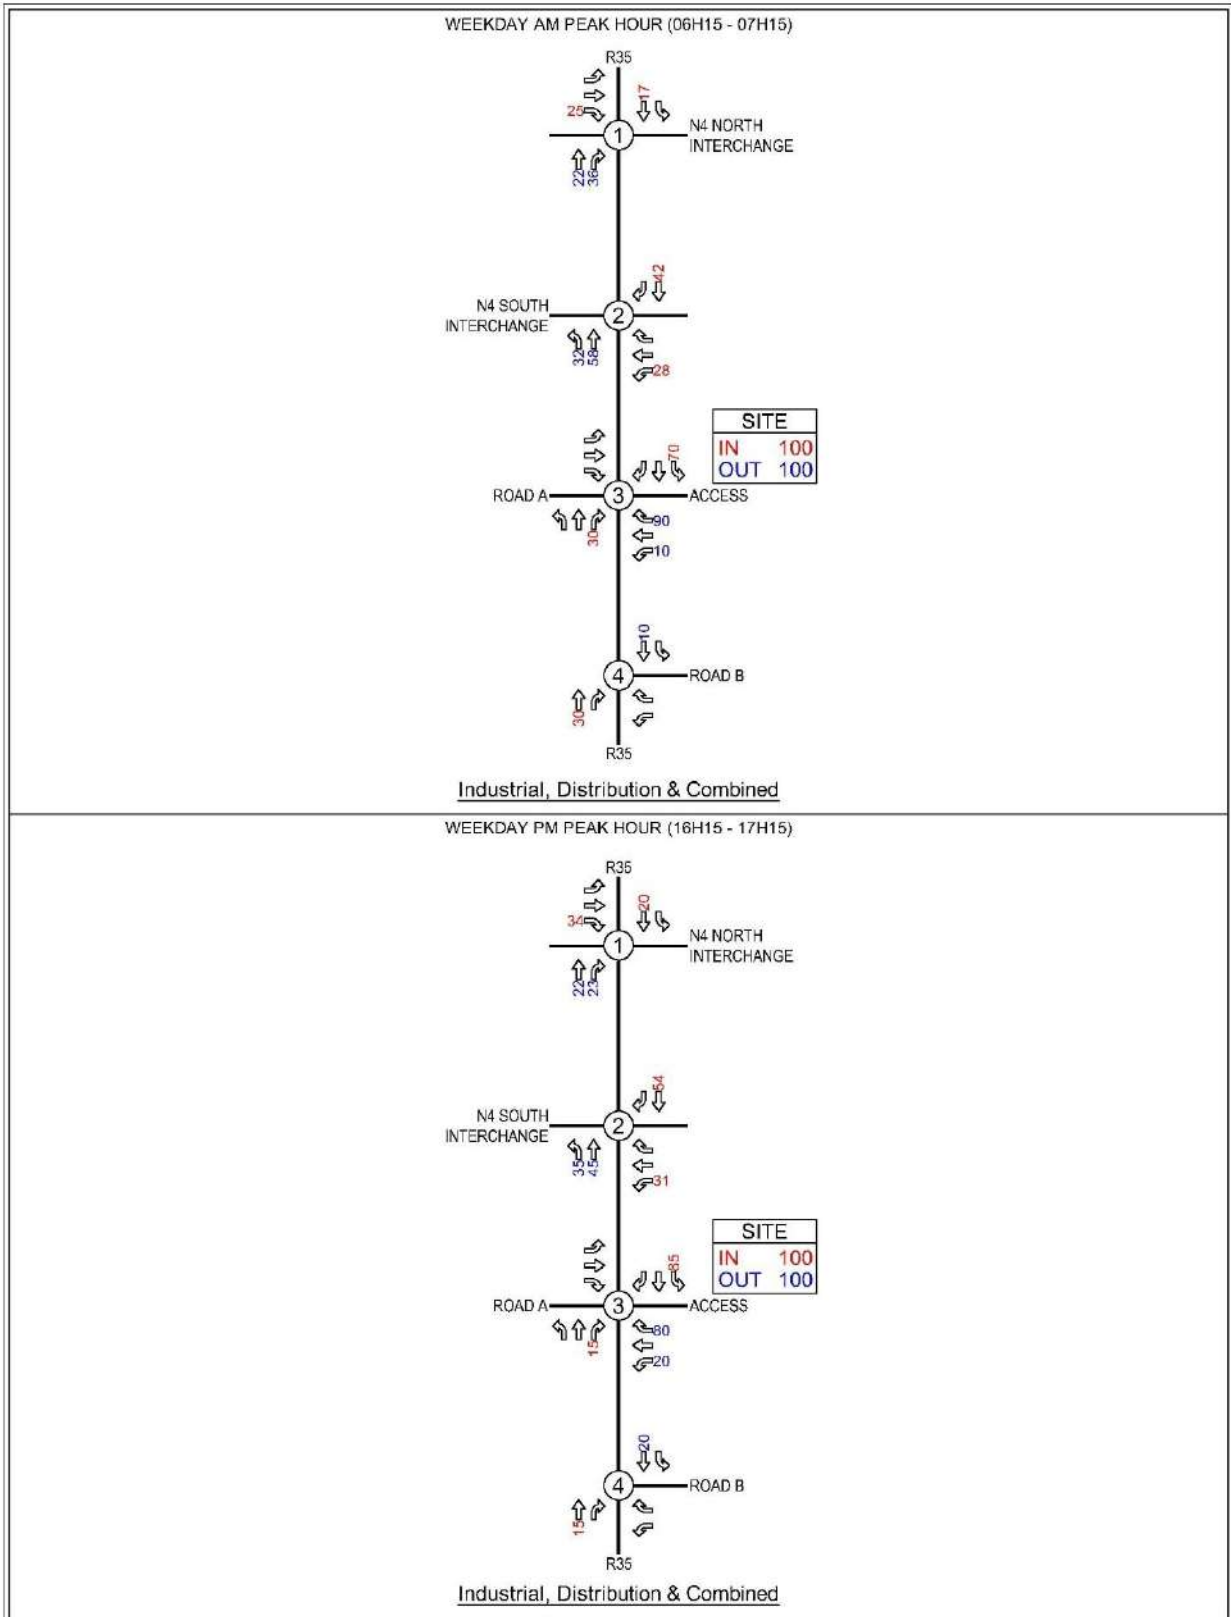 WEEKDAY AM PEAK HOUR (06H15 - 07H15)
R35
17
25
1
N4 NORTH
INTERCHANGE
22
36
42
N4 SOUTH
INTERCHANGE
2
32
58
28
SITE
IN 100
OUT 100
70
ROAD A
3
ACCESS
30
90
10
10
4
ROAD B
30
R35
Industrial, Distribution & Combined
WEEKDAY PM PEAK HOUR (16H15 - 17H15)
R35
20
34
1
N4 NORTH
INTERCHANGE
22
23
54
N4 SOUTH
INTERCHANGE
2
35
45
31
SITE
IN 100
OUT 100
85
ROAD A
3
ACCESS
15
80
20
20
4
ROAD B
15
R35
Industrial, Distribution & Combined